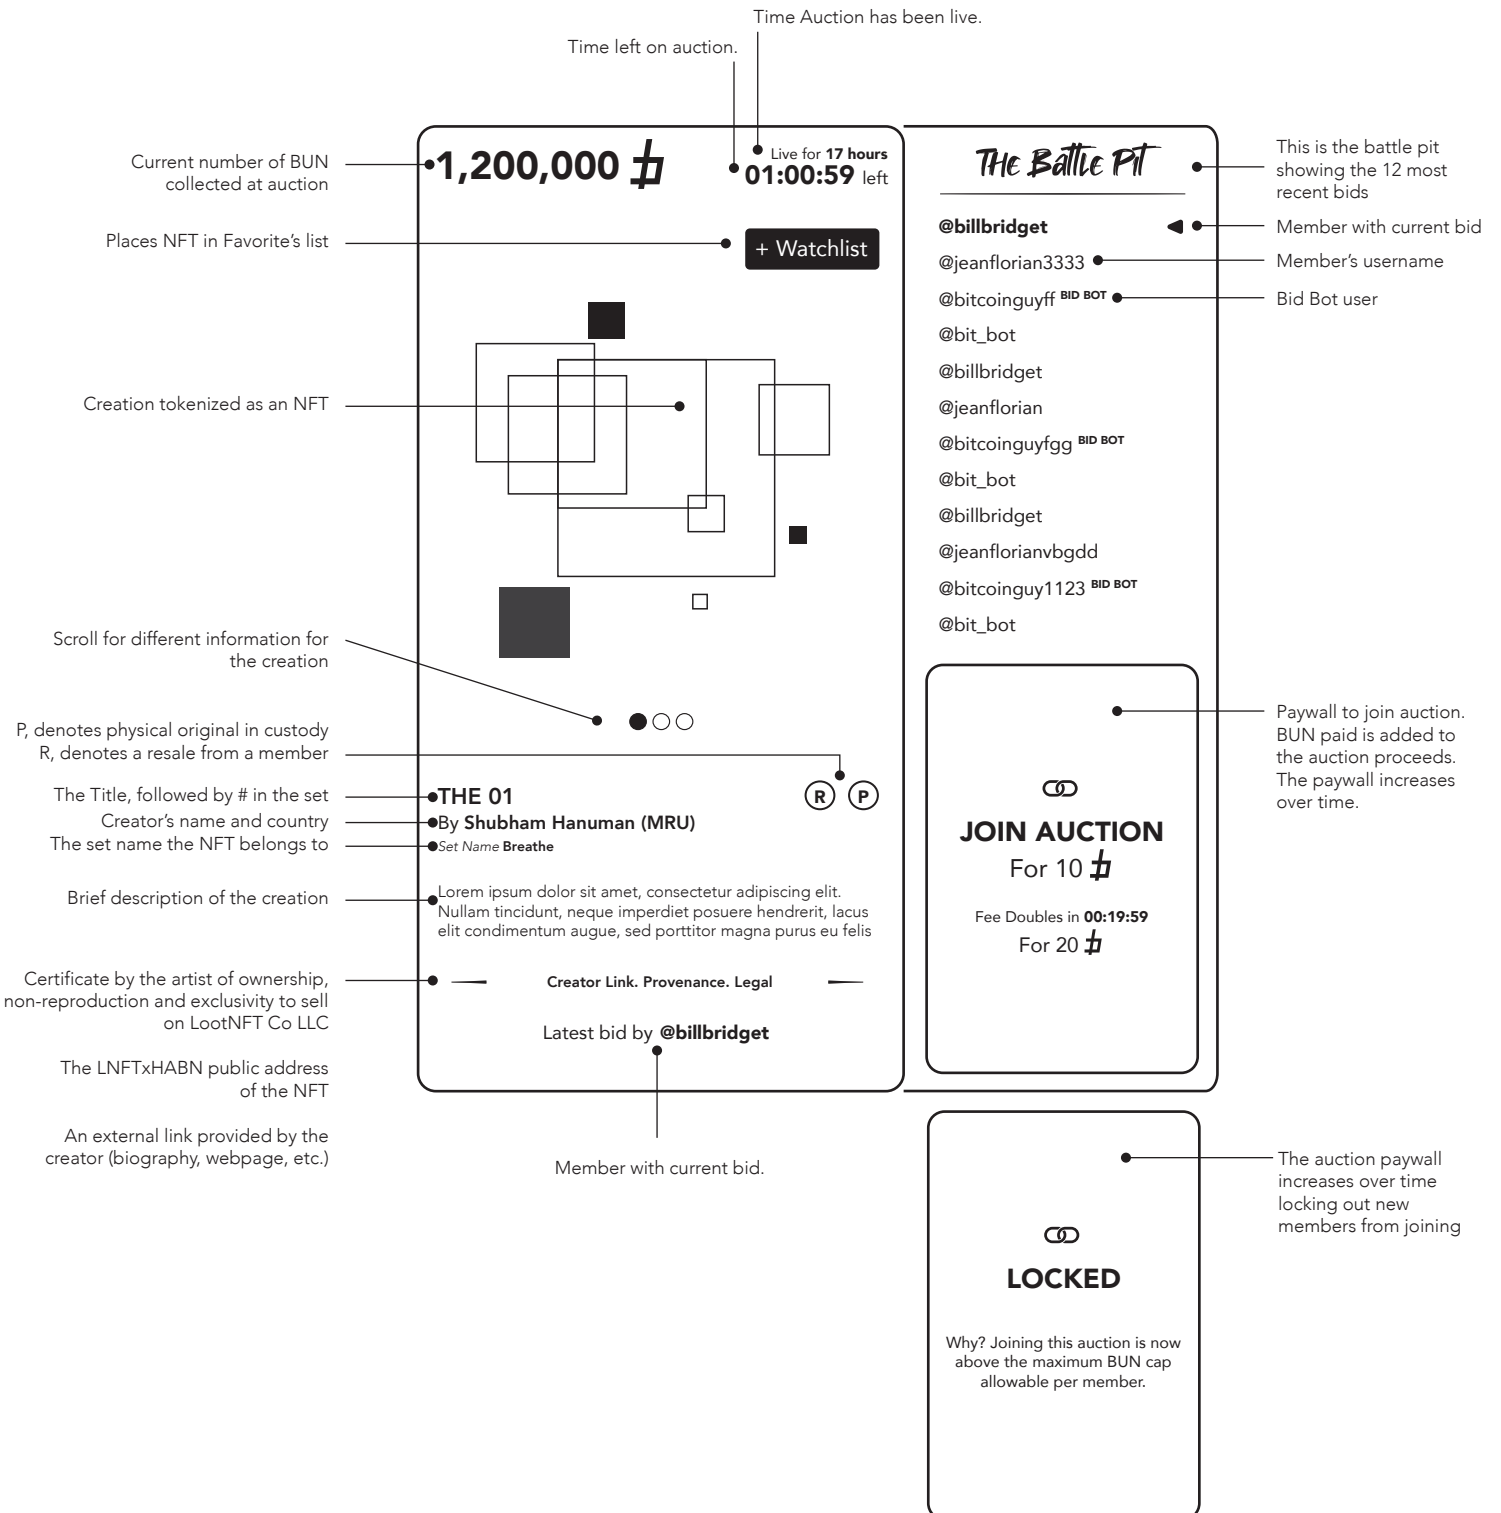 Time Auction has been live.
Time left on auction.
Current number of BUN
collected at auction
Places NFT in Favorite's list
Creation tokenized as an NFT
Scroll for different information for
the creation
P, denotes physical original in custody
R, denotes a resale from a member
The Title, followed by # in the set
Creator's name and country
The set name the NFT belongs to
Brief description of the creation
Certificate by the artist of ownership,
non-reproduction and exclusivity to sell
on LootNFT Co LLC
The LNFTxHABN public address
of the NFT
An external link provided by the
creator (biography, webpage, etc.)
1,200,000
Live for 17 hours
01:00:59 left
+ Watchlist
R P
THE 01
By Shubham Hanuman (MRU)
Set Name Breathe
Lorem ipsum dolor sit amet, consectetur adipiscing elit.
Nullam tincidunt, neque imperdiet posuere hendrerit, lacus
elit condimentum augue, sed porttitor magna purus eu felis
Creator Link. Provenance. Legal
Latest bid by @billbridget
Member with current bid.
THE BATTLE PIT
@billbridget
@jeanflorian3333
@bitcoinguyff BID BOT
@bit_bot
@billbridget
@jeanflorian
@bitcoinguyfgg BID BOT
@bit_bot
@billbridget
@jeanflorianvbgdd
@bitcoinguy1123 BID BOT
@bit_bot
JOIN AUCTION
For 10
Fee Doubles in 00:19:59
For 20
LOCKED
Why? Joining this auction is now
above the maximum BUN cap
allowable per member.
This is the battle pit
showing the 12 most
recent bids
Member with current bid
Member's username
Bid Bot user
Paywall to join auction.
BUN paid is added to
the auction proceeds.
The paywall increases
over time.
The auction paywall
increases over time
locking out new
members from joining